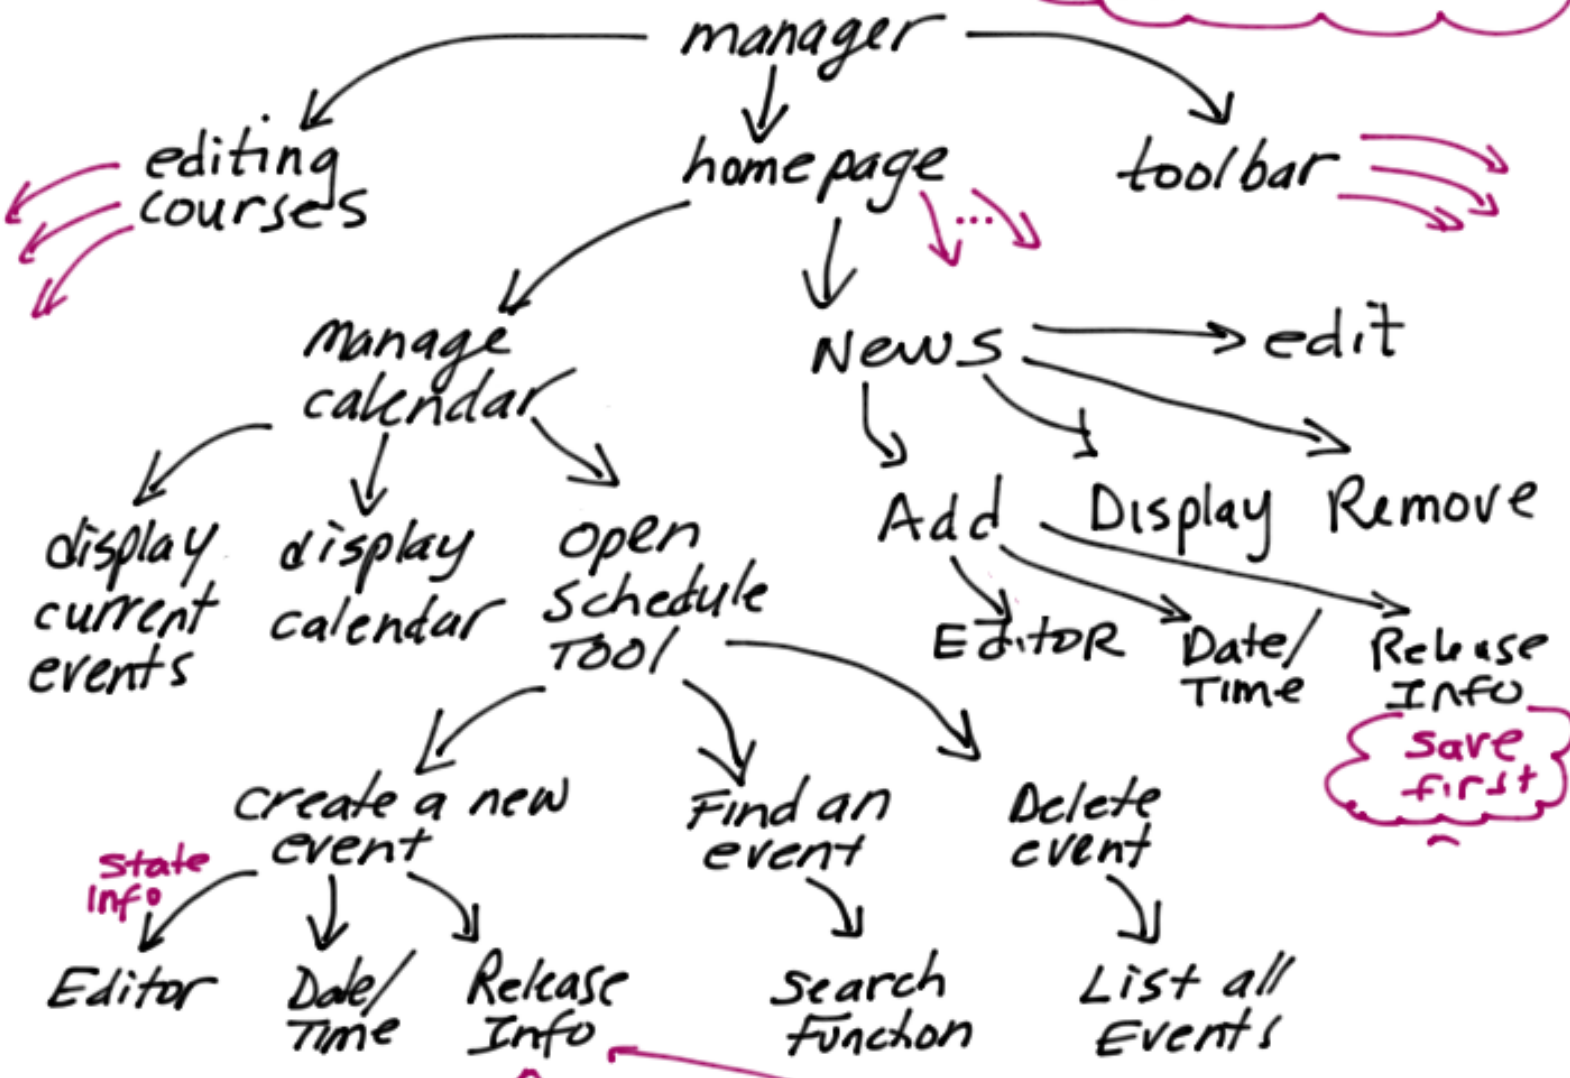 manager
editing
courses
homepage
toolbar
...
manage
calendar
News
edit
display
current
events
display
calendar
open
schedule
TOOl
Add
Display
Remove
EditoR
Date/
Time
Release
Info
save
first
create a new
event
Find an
event
Delete
event
State
Info
Editor
Date/
Time
Release
Info
search
function
List all
Events